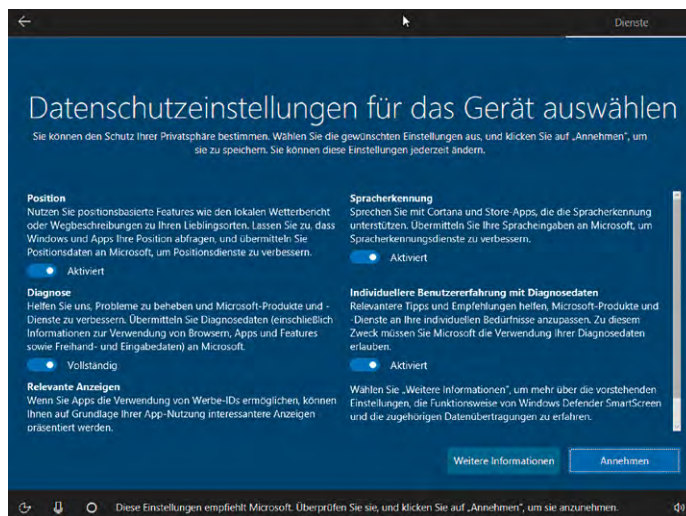 Dienste
Datenschutzeinstellungen für das Gerät auswählen
Sie können den Schutz Ihrer Privatsphäre bestimmen. Wählen Sie die gewünschten Einstellungen aus, und klicken Sie auf „Annehmen“, um
sie zu speichern. Sie können diese Einstellungen jederzeit ändern.
Position
Nutzen Sie positionsbasierte Features wie den lokalen Wetterbericht
oder Wegbeschreibungen zu Ihren Lieblingsorten. Lassen Sie zu, dass
Windows und Apps Ihre Position abfragen, und übermitteln Sie
Positionsdaten an Microsoft, um Positionsdienste zu verbessern.
Aktiviert
Diagnose
Helfen Sie uns, Probleme zu beheben und Microsoft-Produkte und -
Dienste zu verbessern. Übermitteln Sie Diagnosedaten (einschließlich
Informationen zur Verwendung von Browsern, Apps und Features
sowie Freihand- und Eingabedaten) an Microsoft.
Vollständig
Relevante Anzeigen
Wenn Sie Apps die Verwendung von Werbe-IDs ermöglichen, können
Ihnen auf Grundlage Ihrer App-Nutzung interessantere Anzeigen
präsentiert werden.
Spracherkennung
Sprechen Sie mit Cortana und Store-Apps, die die Spracherkennung
unterstützen. Übermitteln Sie Ihre Spracheingaben an Microsoft, um
Spracherkennungsdienste zu verbessern.
Aktiviert
Individuellere Benutzererfahrung mit Diagnosedaten
Relevantere Tipps und Empfehlungen helfen, Microsoft-Produkte und
-Dienste an Ihre individuellen Bedürfnisse anzupassen. Zu diesem
Zweck müssen Sie Microsoft die Verwendung Ihrer Diagnosedaten
erlauben.
Aktiviert
Wählen Sie „Weitere Informationen“, um mehr über die vorstehenden
Einstellungen, die Funktionsweise von Windows Defender SmartScreen
und die zugehörigen Datenübertragungen zu erfahren.
Weitere Informationen
Annehmen
Diese Einstellungen empfiehlt Microsoft. Überprüfen Sie sie, und klicken Sie auf „Annehmen“, um sie anzunehmen.